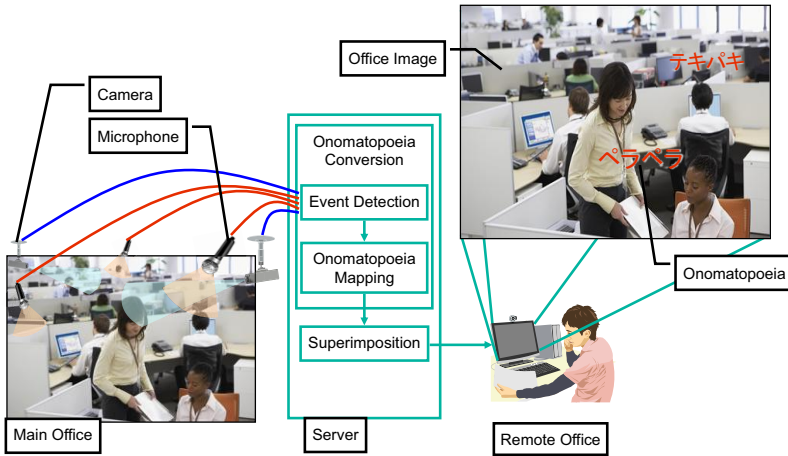 Camera
Microphone
Office Image
テキパキ
ペラペラ
Onomatopoeia
Onomatopoeia
Conversion
Event Detection
Onomatopoeia
Mapping
Superimposition
Main Office
Server
Remote Office